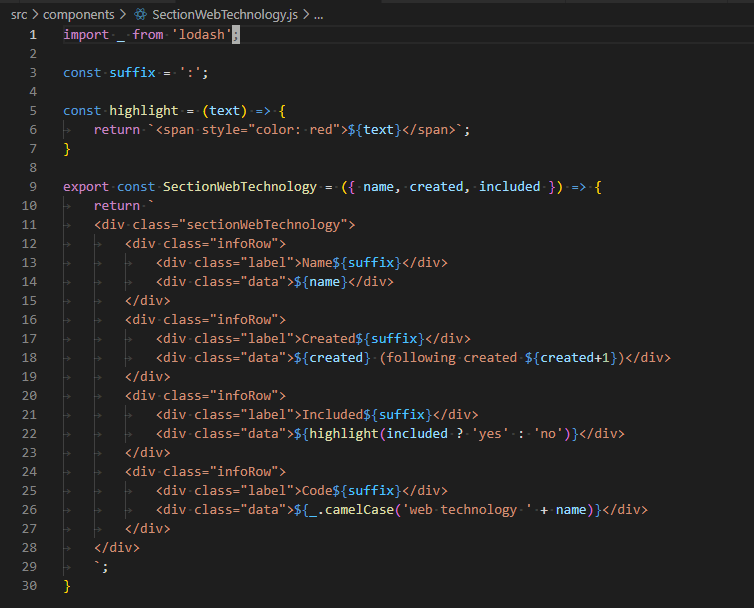 src > components > SectionWebTechnology.js > ...
1 import _ from 'lodash';
2
3 const suffix = ':';
4
5 const highlight = (text) => {
6 return `<span style="color: red">${text}</span>`;
7 }
8
9 export const SectionWebTechnology = ({ name, created, included }) => {
10 return `
11 <div class="sectionWebTechnology">
12 <div class="infoRow">
13 <div class="label">Name${suffix}</div>
14 <div class="data">${name}</div>
15 </div>
16 <div class="infoRow">
17 <div class="label">Created${suffix}</div>
18 <div class="data">${created} (following created ${created+1})</div>
19 </div>
20 <div class="infoRow">
21 <div class="label">Included${suffix}</div>
22 <div class="data">${highlight(included ? 'yes' : 'no')}</div>
23 </div>
24 <div class="infoRow">
25 <div class="label">Code${suffix}</div>
26 <div class="data">${_.camelCase('web technology ' + name)}</div>
27 </div>
28 </div>
29 `;
30 }